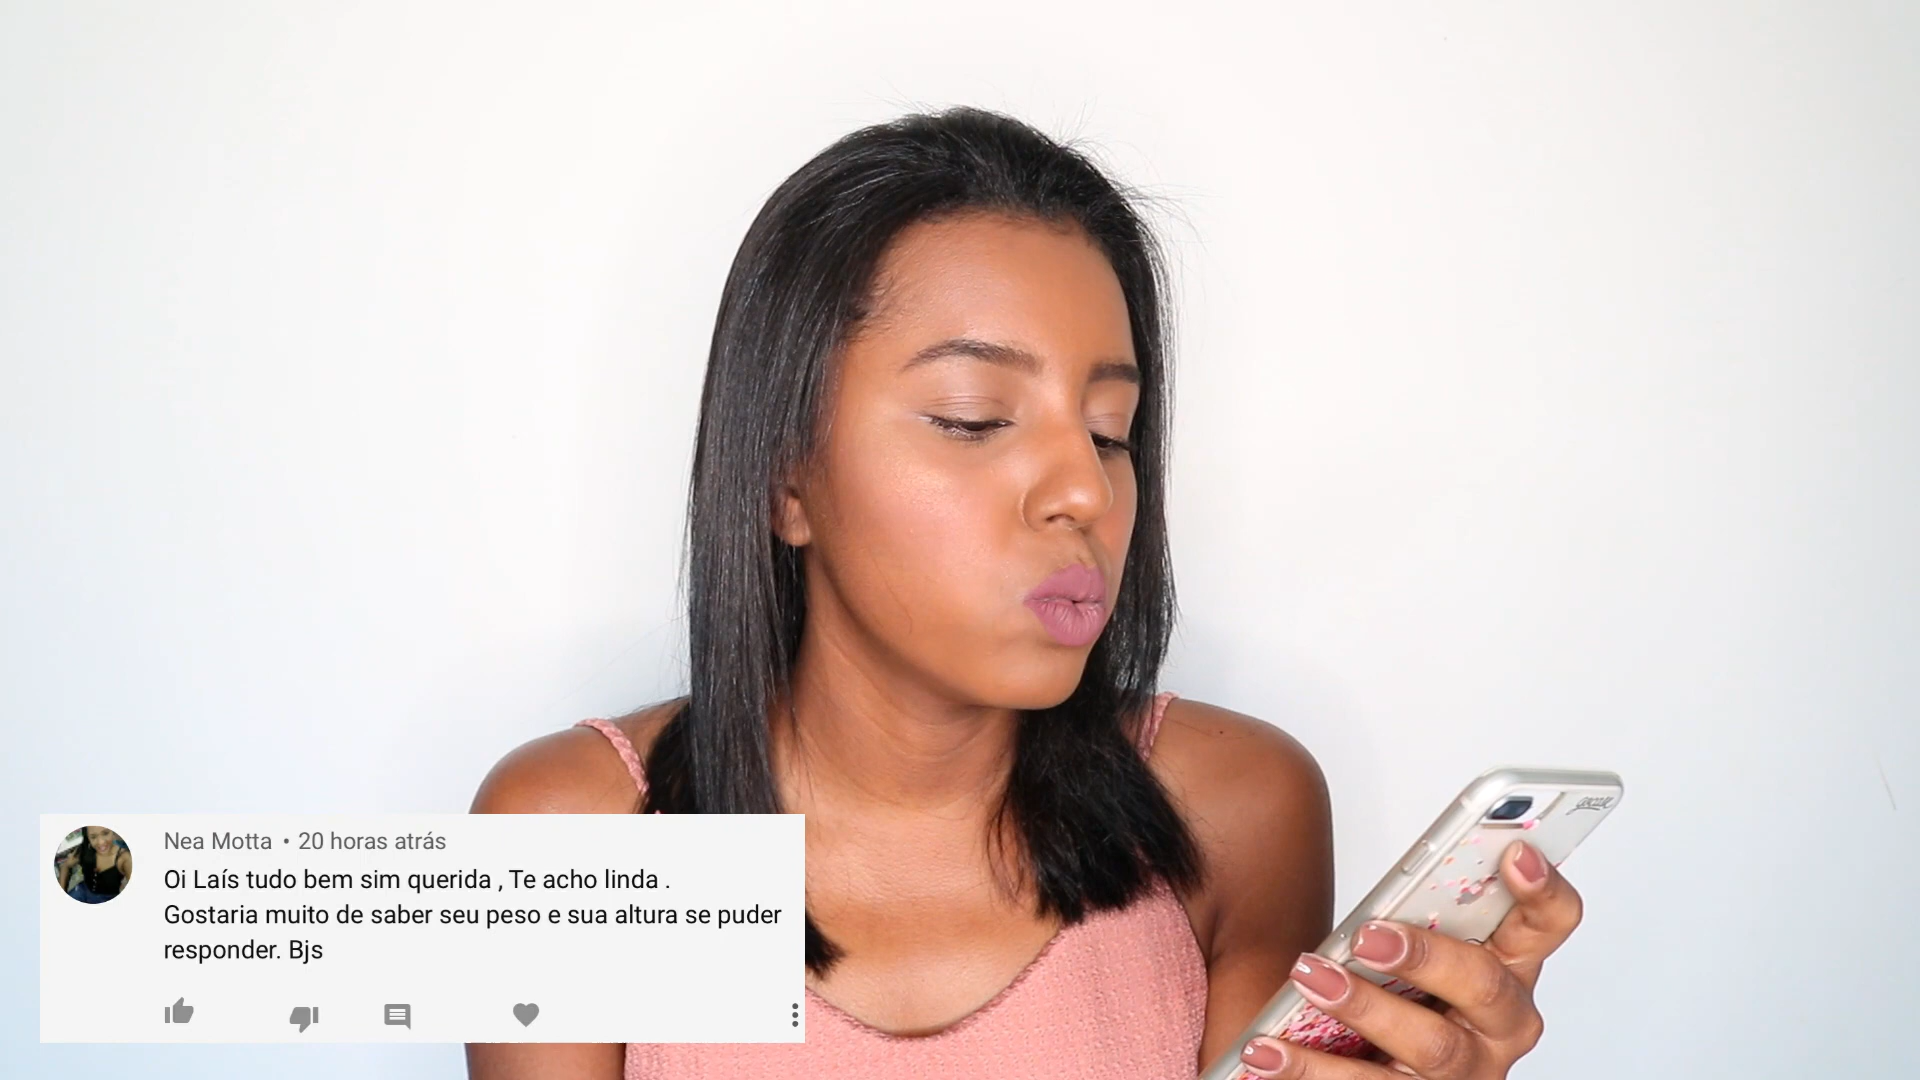 Nea Motta • 20 horas atrás
Oi Laís tudo bem sim querida , Te acho linda .
Gostaria muito de saber seu peso e sua altura se puder
responder. Bjs
gocase